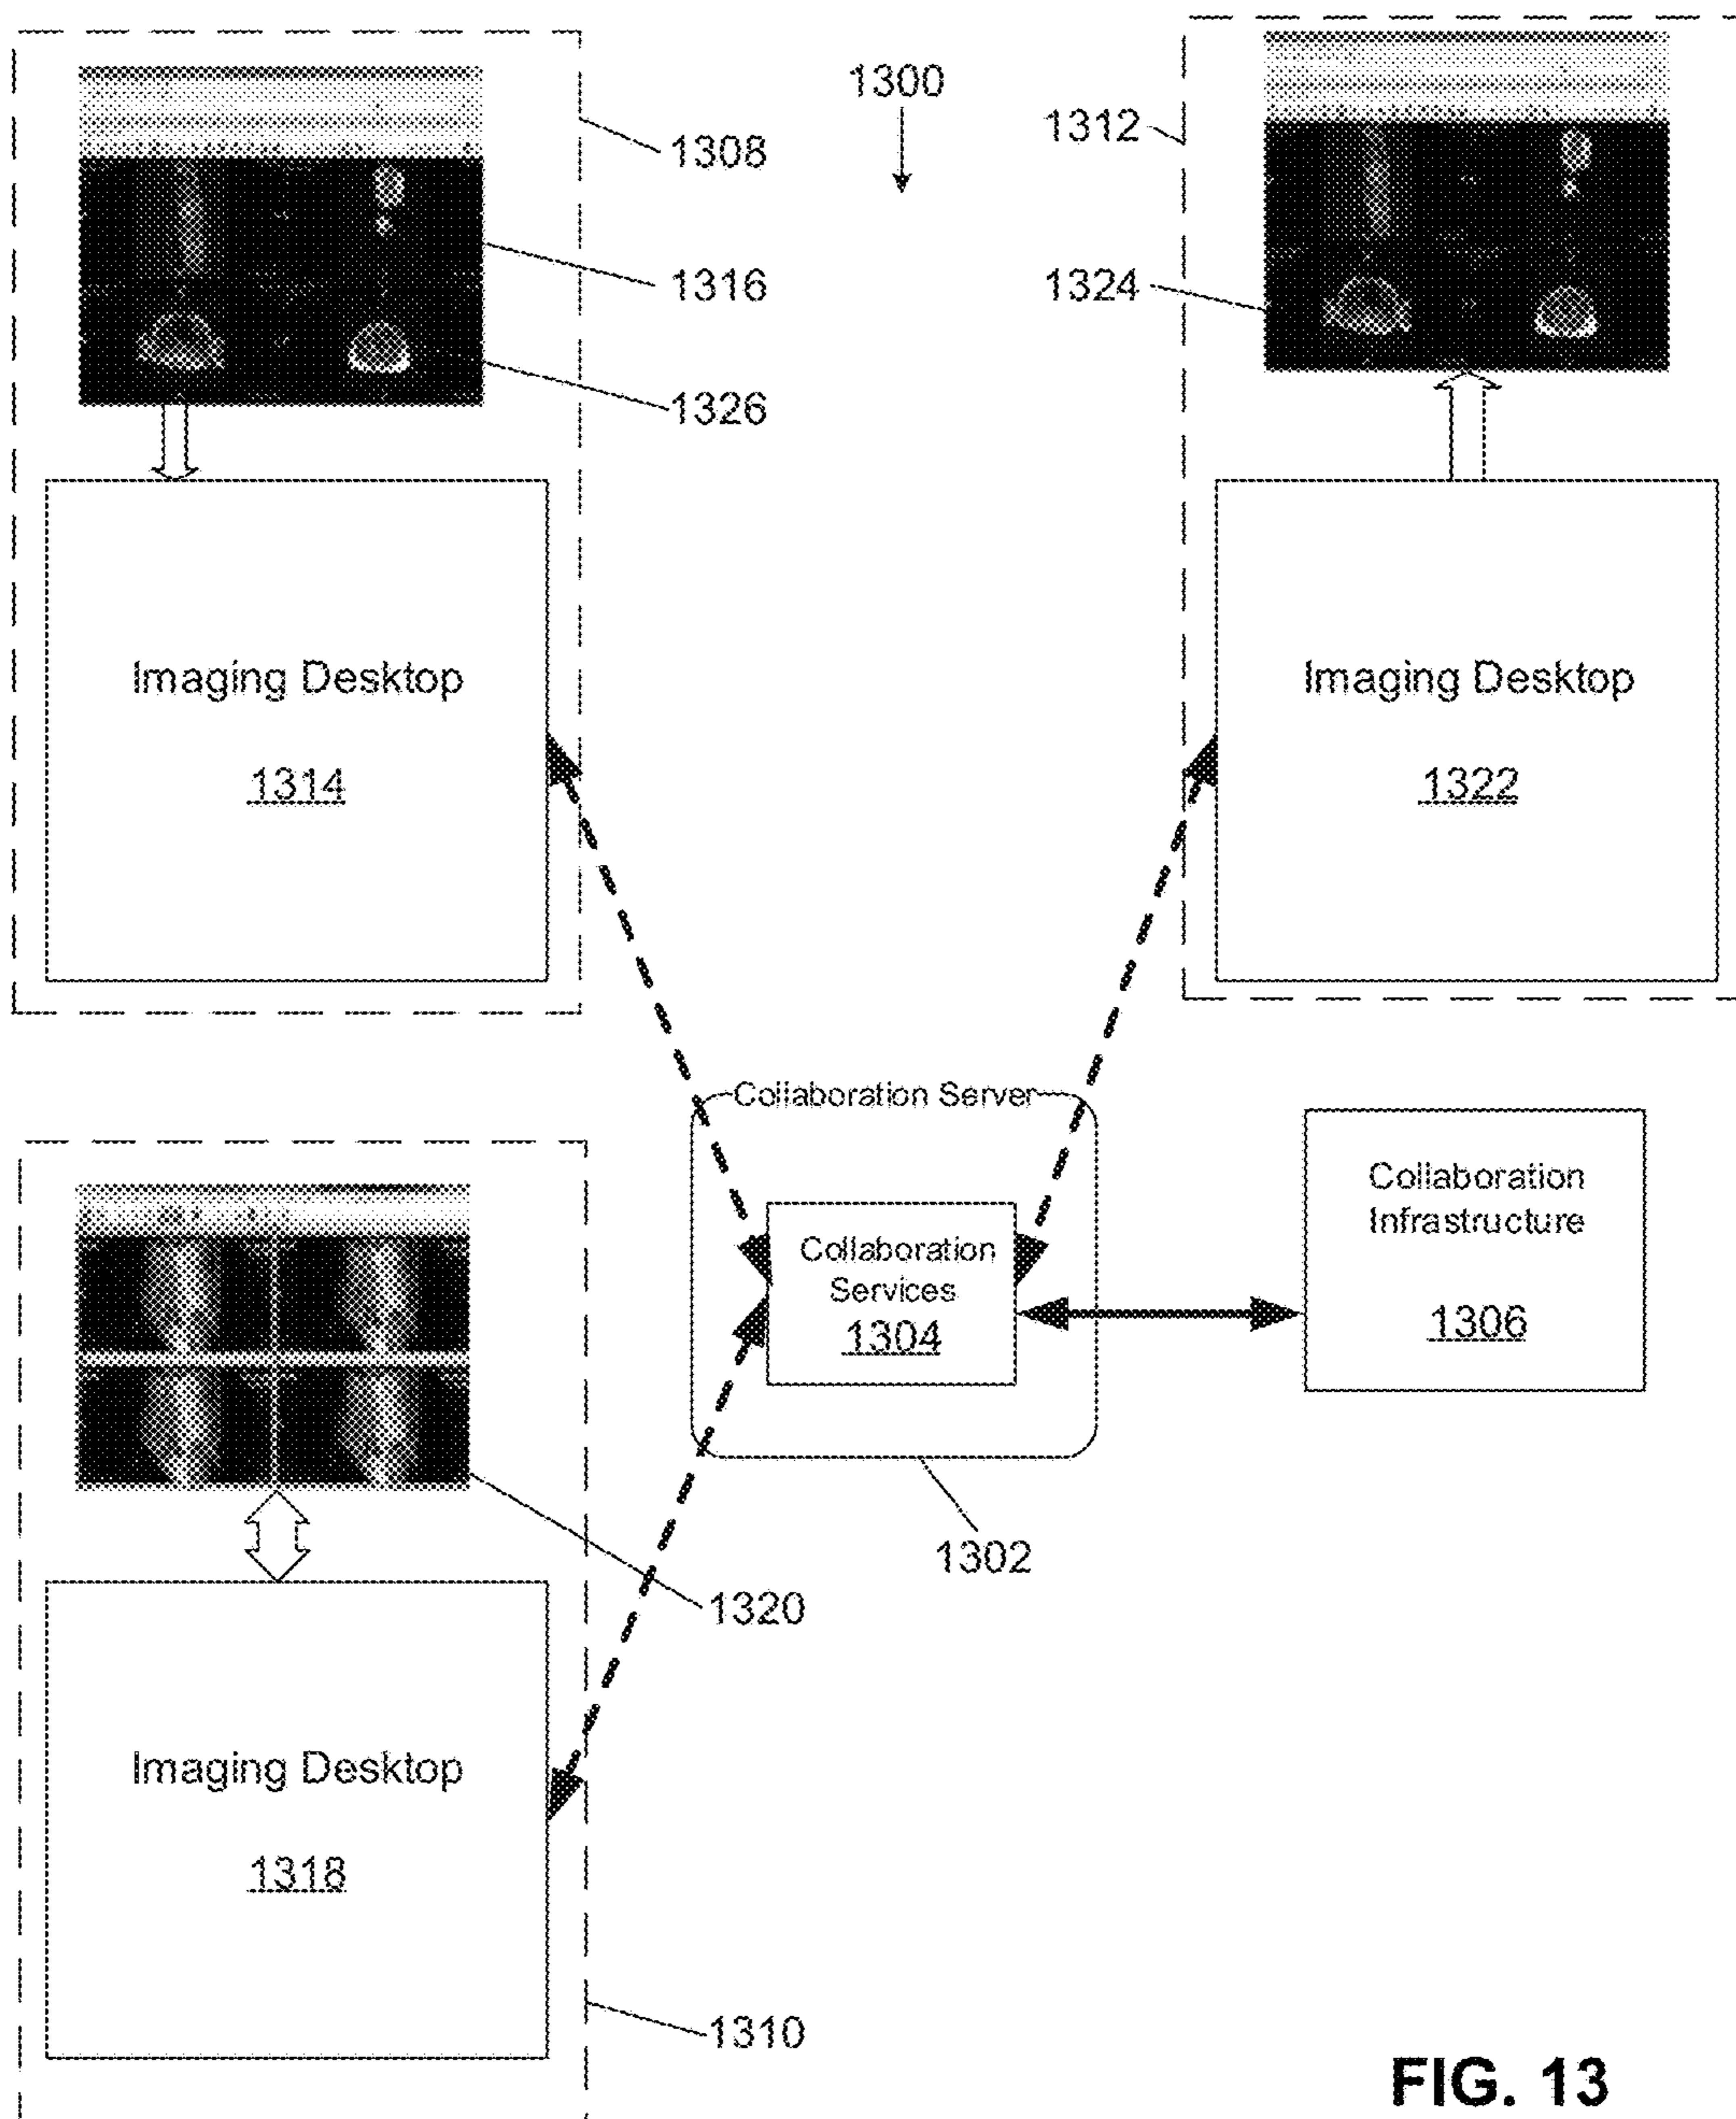 1300
1308
1312
1316
1324
1326
Imaging Desktop
1314
Imaging Desktop
1322
Collaboration Server
Collaboration
Services
1304
Collaboration
Infrastructure
1306
1302
1320
Imaging Desktop
1318
1310
FIG. 13